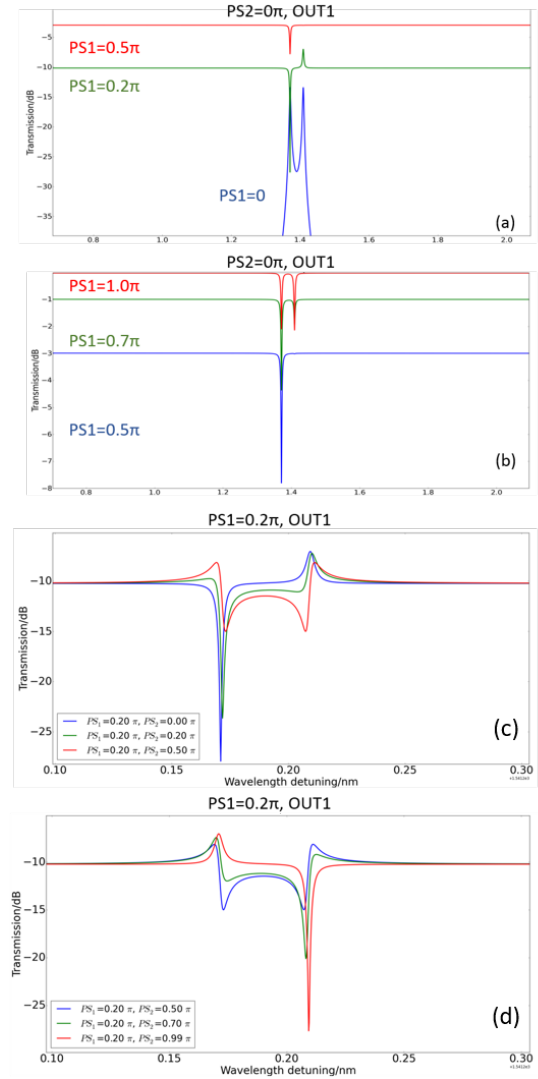 PS2=0π, OUT1
PS1=0.5π
PS1=0.2π
PS1=0
Transmission/dB
−5
−10
−15
−20
−25
−30
−35
0.8 1.0 1.2 1.4 1.6 1.8 2.0
(a)
PS2=0π, OUT1
PS1=1.0π
PS1=0.7π
PS1=0.5π
Transmission/dB
−1
−2
−3
−4
−5
−6
−7
−8
0.8 1.0 1.2 1.4 1.6 1.8 2.0
(b)
PS1=0.2π, OUT1
Transmission/dB
−10
−15
−20
−25
PS₁=0.20 π, PS₂=0.00 π
PS₁=0.20 π, PS₂=0.20 π
PS₁=0.20 π, PS₂=0.50 π
(c)
0.10 0.15 0.20 0.25 0.30
Wavelength detuning/nm
PS1=0.2π, OUT1
Transmission/dB
−10
−15
−20
−25
PS₁=0.20 π, PS₂=0.50 π
PS₁=0.20 π, PS₂=0.70 π
PS₁=0.20 π, PS₂=0.99 π
(d)
0.10 0.15 0.20 0.25 0.30
Wavelength detuning/nm